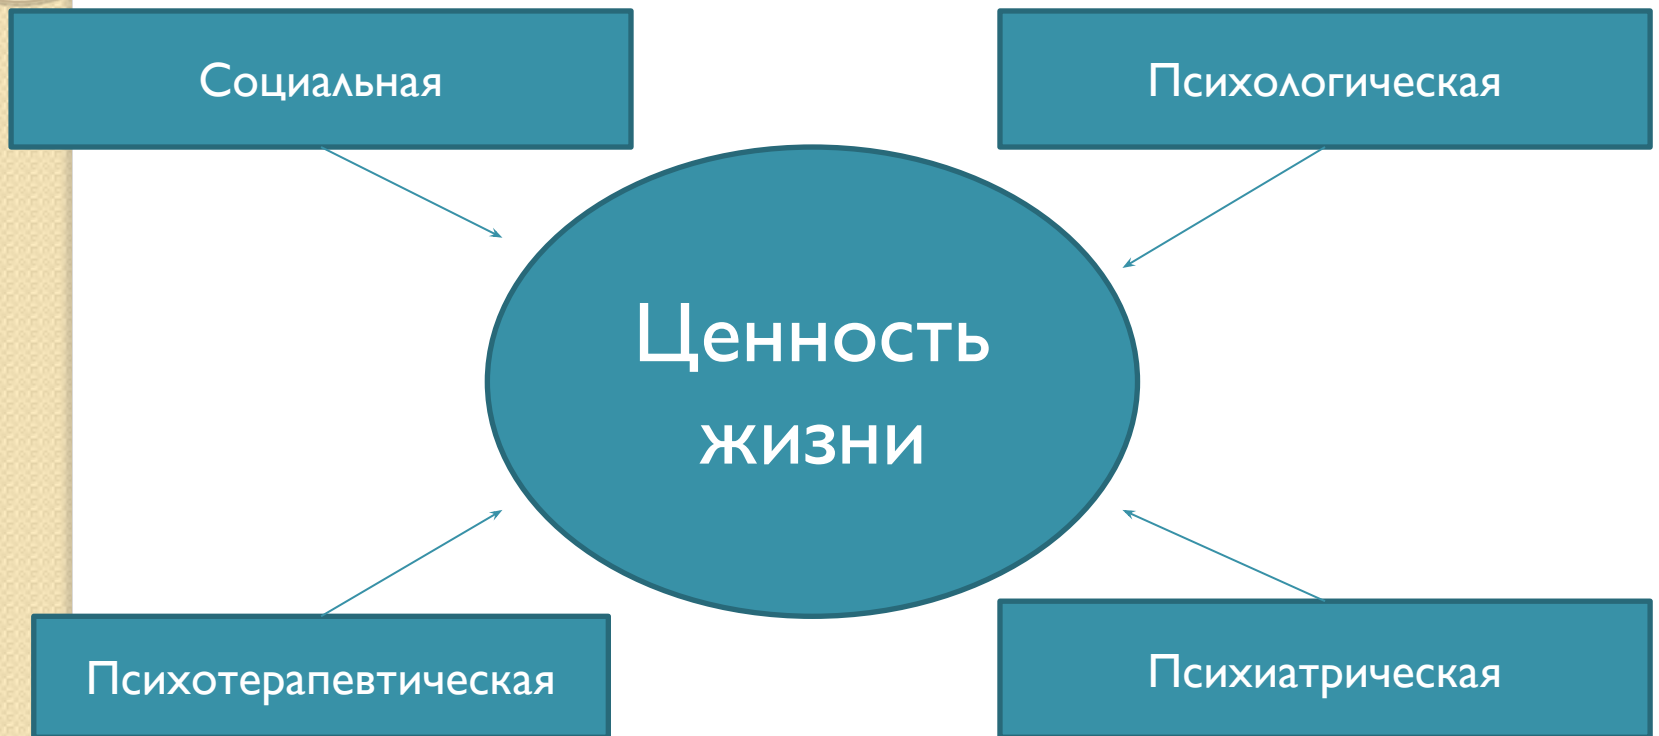 Социальная
Психологическая
Ценность
жизни
Психотерапевтическая
Психиатрическая